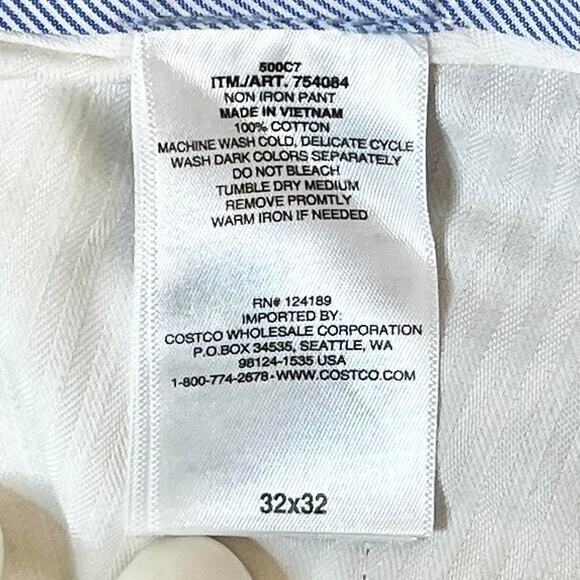 500C7
ITM./ART. 754084
NON IRON PANT
MADE IN VIETNAM
100% COTTON
MACHINE WASH COLD, DELICATE CYCLE
WASH DARK COLORS SEPARATELY
DO NOT BLEACH
TUMBLE DRY MEDIUM
REMOVE PROMTLY
WARM IRON IF NEEDED
RN# 124189
IMPORTED BY:
COSTCO WHOLESALE CORPORATION
P.O.BOX 34535, SEATTLE, WA
98124-1535 USA
1-800-774-2678-WWW.COSTCO.COM
32x32